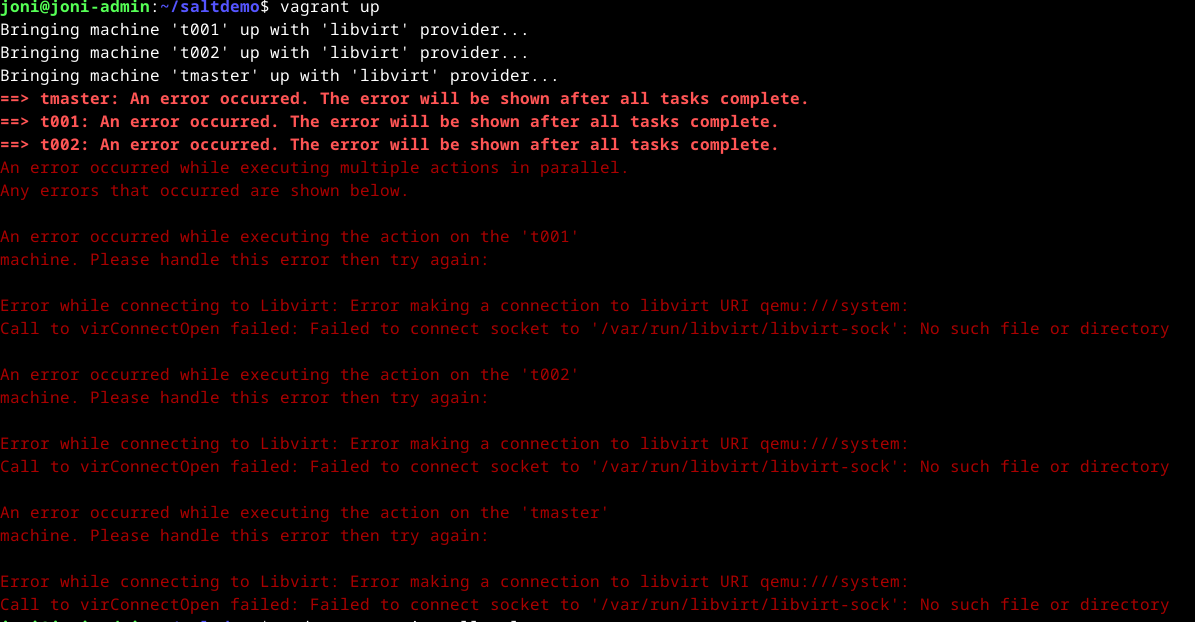 joni@joni-admin:~/saltdemo$ vagrant up
Bringing machine 't001' up with 'libvirt' provider...
Bringing machine 't002' up with 'libvirt' provider...
Bringing machine 'tmaster' up with 'libvirt' provider...
==> tmaster: An error occurred. The error will be shown after all tasks complete.
==> t001: An error occurred. The error will be shown after all tasks complete.
==> t002: An error occurred. The error will be shown after all tasks complete.
An error occurred while executing multiple actions in parallel.
Any errors that occurred are shown below.

An error occurred while executing the action on the 't001'
machine. Please handle this error then try again:

Error while connecting to Libvirt: Error making a connection to libvirt URI qemu:///system:
Call to virConnectOpen failed: Failed to connect socket to '/var/run/libvirt/libvirt-sock': No such file or directory

An error occurred while executing the action on the 't002'
machine. Please handle this error then try again:

Error while connecting to Libvirt: Error making a connection to libvirt URI qemu:///system:
Call to virConnectOpen failed: Failed to connect socket to '/var/run/libvirt/libvirt-sock': No such file or directory

An error occurred while executing the action on the 'tmaster'
machine. Please handle this error then try again:

Error while connecting to Libvirt: Error making a connection to libvirt URI qemu:///system:
Call to virConnectOpen failed: Failed to connect socket to '/var/run/libvirt/libvirt-sock': No such file or directory